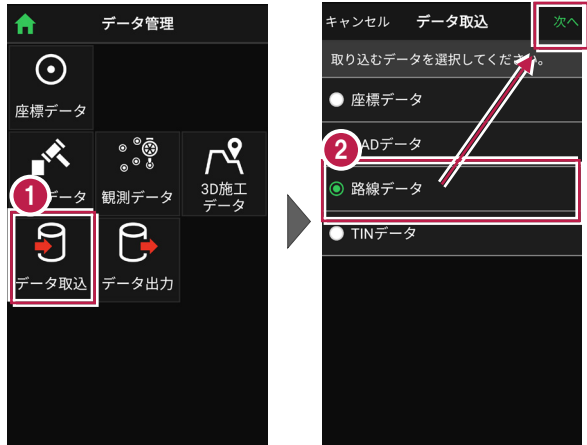 データ管理
座標データ
データ
観測データ
3D施工
データ
1
データ取込
データ出力
キャンセル
データ取込
次へ
取り込むデータを選択してください。
座標データ
2
ADデータ
路線データ
TINデータ